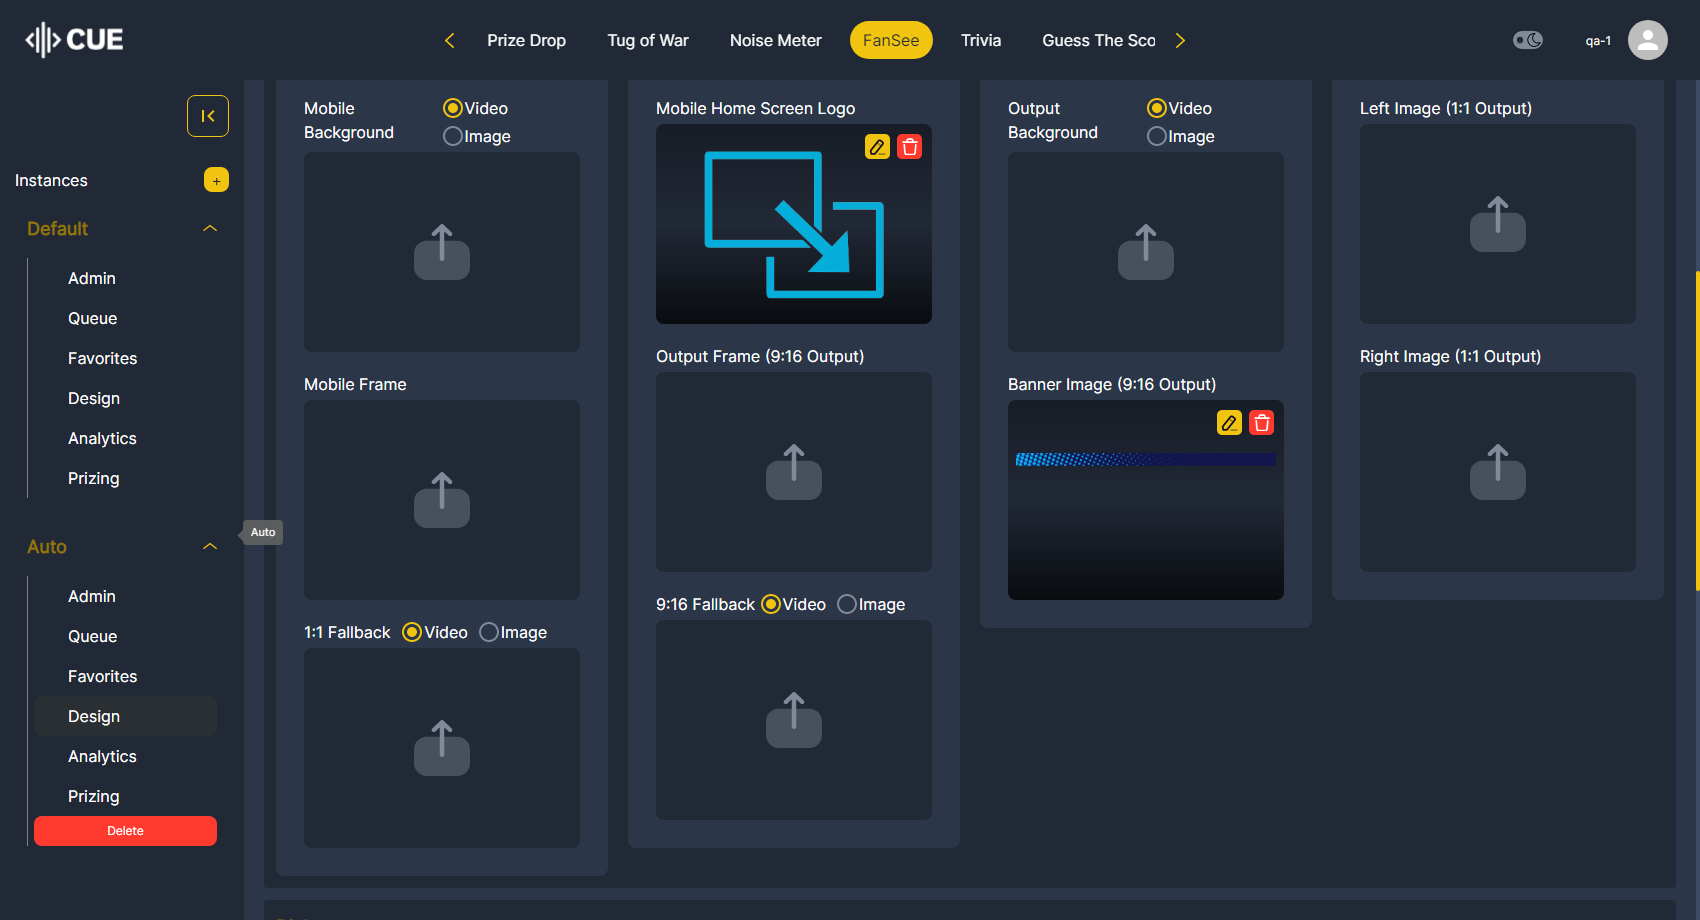 CUE
Prize Drop
Tug of War
Noise Meter
FanSee
Trivia
Guess The Sco
qa-1
Instances
+
Default
Admin
Queue
Favorites
Design
Analytics
Prizing
Auto
Auto
Admin
Queue
Favorites
Design
Analytics
Prizing
Delete
Mobile
Background
Video
Image
Mobile Frame
1:1 Fallback Video Image
Mobile Home Screen Logo
Output Frame (9:16 Output)
9:16 Fallback Video Image
Output
Background
Video
Image
Banner Image (9:16 Output)
Left Image (1:1 Output)
Right Image (1:1 Output)